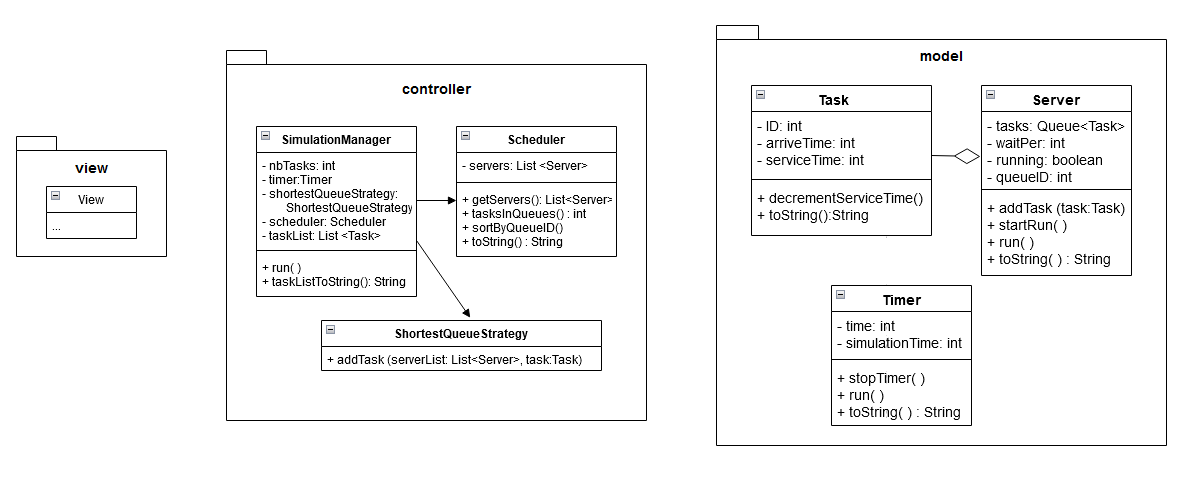 view
View
...
controller
SimulationManager
- nbTasks: int
- timer:Timer
- shortestQueueStrategy:
ShortestQueueStrategy
- scheduler: Scheduler
- taskList: List <Task>
+ run( )
+ taskListToString(): String
Scheduler
- servers: List <Server>
+ getServers(): List<Server>
+ tasksInQueues() : int
+ sortByQueueID()
+ toString() : String
ShortestQueueStrategy
+ addTask (serverList: List<Server>, task:Task)
model
Task
- ID: int
- arriveTime: int
- serviceTime: int
+ decrementServiceTime()
+ toString():String
Server
- tasks: Queue<Task>
- waitPer: int
- running: boolean
- queueID: int
+ addTask (task:Task)
+ startRun( )
+ run( )
+ toString( ) : String
Timer
- time: int
- simulationTime: int
+ stopTimer( )
+ run( )
+ toString( ) : String